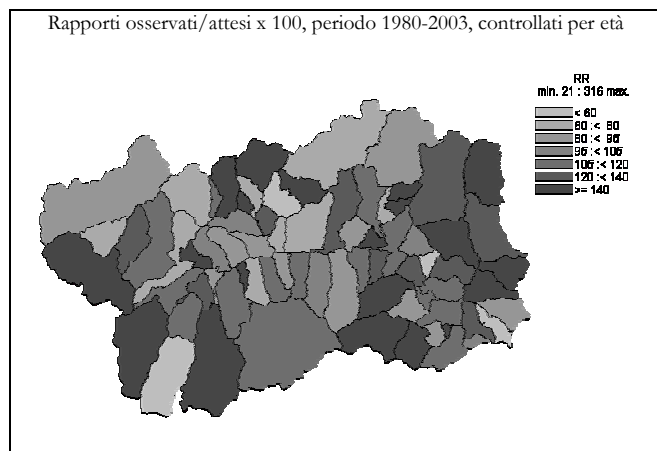 Rapporti osservati/attesi x 100, periodo 1980-2003, controllati per età
RR
min. 21 : 316 max.
< 60
60 :< 80
80 :< 95
95 :< 105
105 :< 120
120 :< 140
>= 140